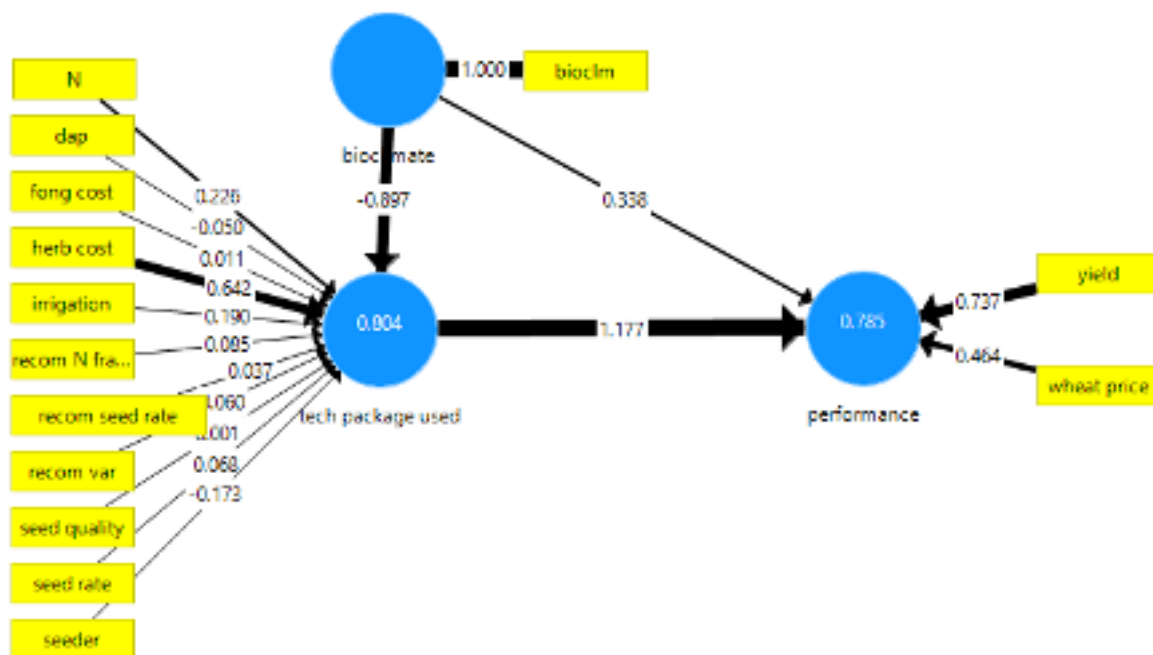 N
dap
fong cost
herb cost
irrigation
recom N fra...
recom seed rate
recom var
seed quality
seed rate
seeder
0.226
-0.050
0.011
0.642
0.190
0.085
0.037
.060
.001
0.068
-0.173
1.000
bioclm
-0.897
0.338
0.804
tech package used
1.177
0.785
performance
0.737
yield
0.464
wheat price